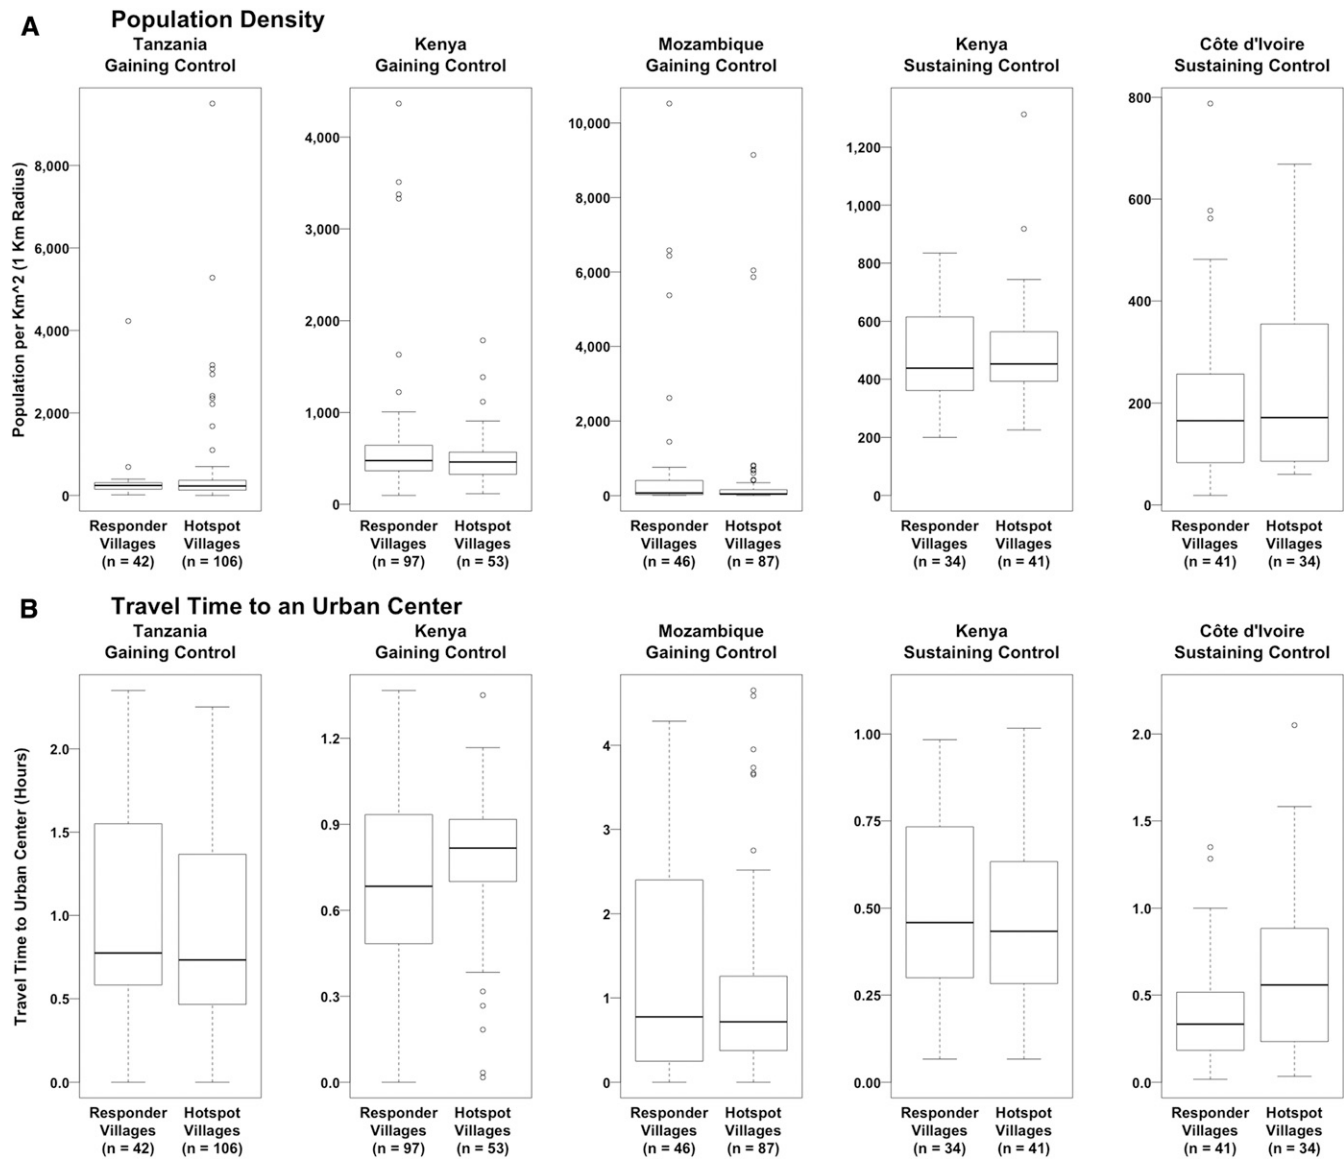 A
Population Density
Tanzania
Gaining Control
Kenya
Gaining Control
Mozambique
Gaining Control
Kenya
Sustaining Control
Côte d'Ivoire
Sustaining Control
Population per Km^2 (1 Km Radius)
8,000
6,000
4,000
2,000
0
4,000
3,000
2,000
1,000
0
10,000
8,000
6,000
4,000
2,000
0
1,200
1,000
800
600
400
200
0
800
600
400
200
0
Responder
Villages
(n = 42)
Hotspot
Villages
(n = 106)
Responder
Villages
(n = 97)
Hotspot
Villages
(n = 53)
Responder
Villages
(n = 46)
Hotspot
Villages
(n = 87)
Responder
Villages
(n = 34)
Hotspot
Villages
(n = 41)
Responder
Villages
(n = 41)
Hotspot
Villages
(n = 34)
B
Travel Time to an Urban Center
Tanzania
Gaining Control
Kenya
Gaining Control
Mozambique
Gaining Control
Kenya
Sustaining Control
Côte d'Ivoire
Sustaining Control
Travel Time to Urban Center (Hours)
2.0
1.5
1.0
0.5
0.0
1.2
0.9
0.6
0.3
0.0
4
3
2
1
0
1.00
0.75
0.50
0.25
0.00
2.0
1.5
1.0
0.5
0.0
Responder
Villages
(n = 42)
Hotspot
Villages
(n = 106)
Responder
Villages
(n = 97)
Hotspot
Villages
(n = 53)
Responder
Villages
(n = 46)
Hotspot
Villages
(n = 87)
Responder
Villages
(n = 34)
Hotspot
Villages
(n = 41)
Responder
Villages
(n = 41)
Hotspot
Villages
(n = 34)